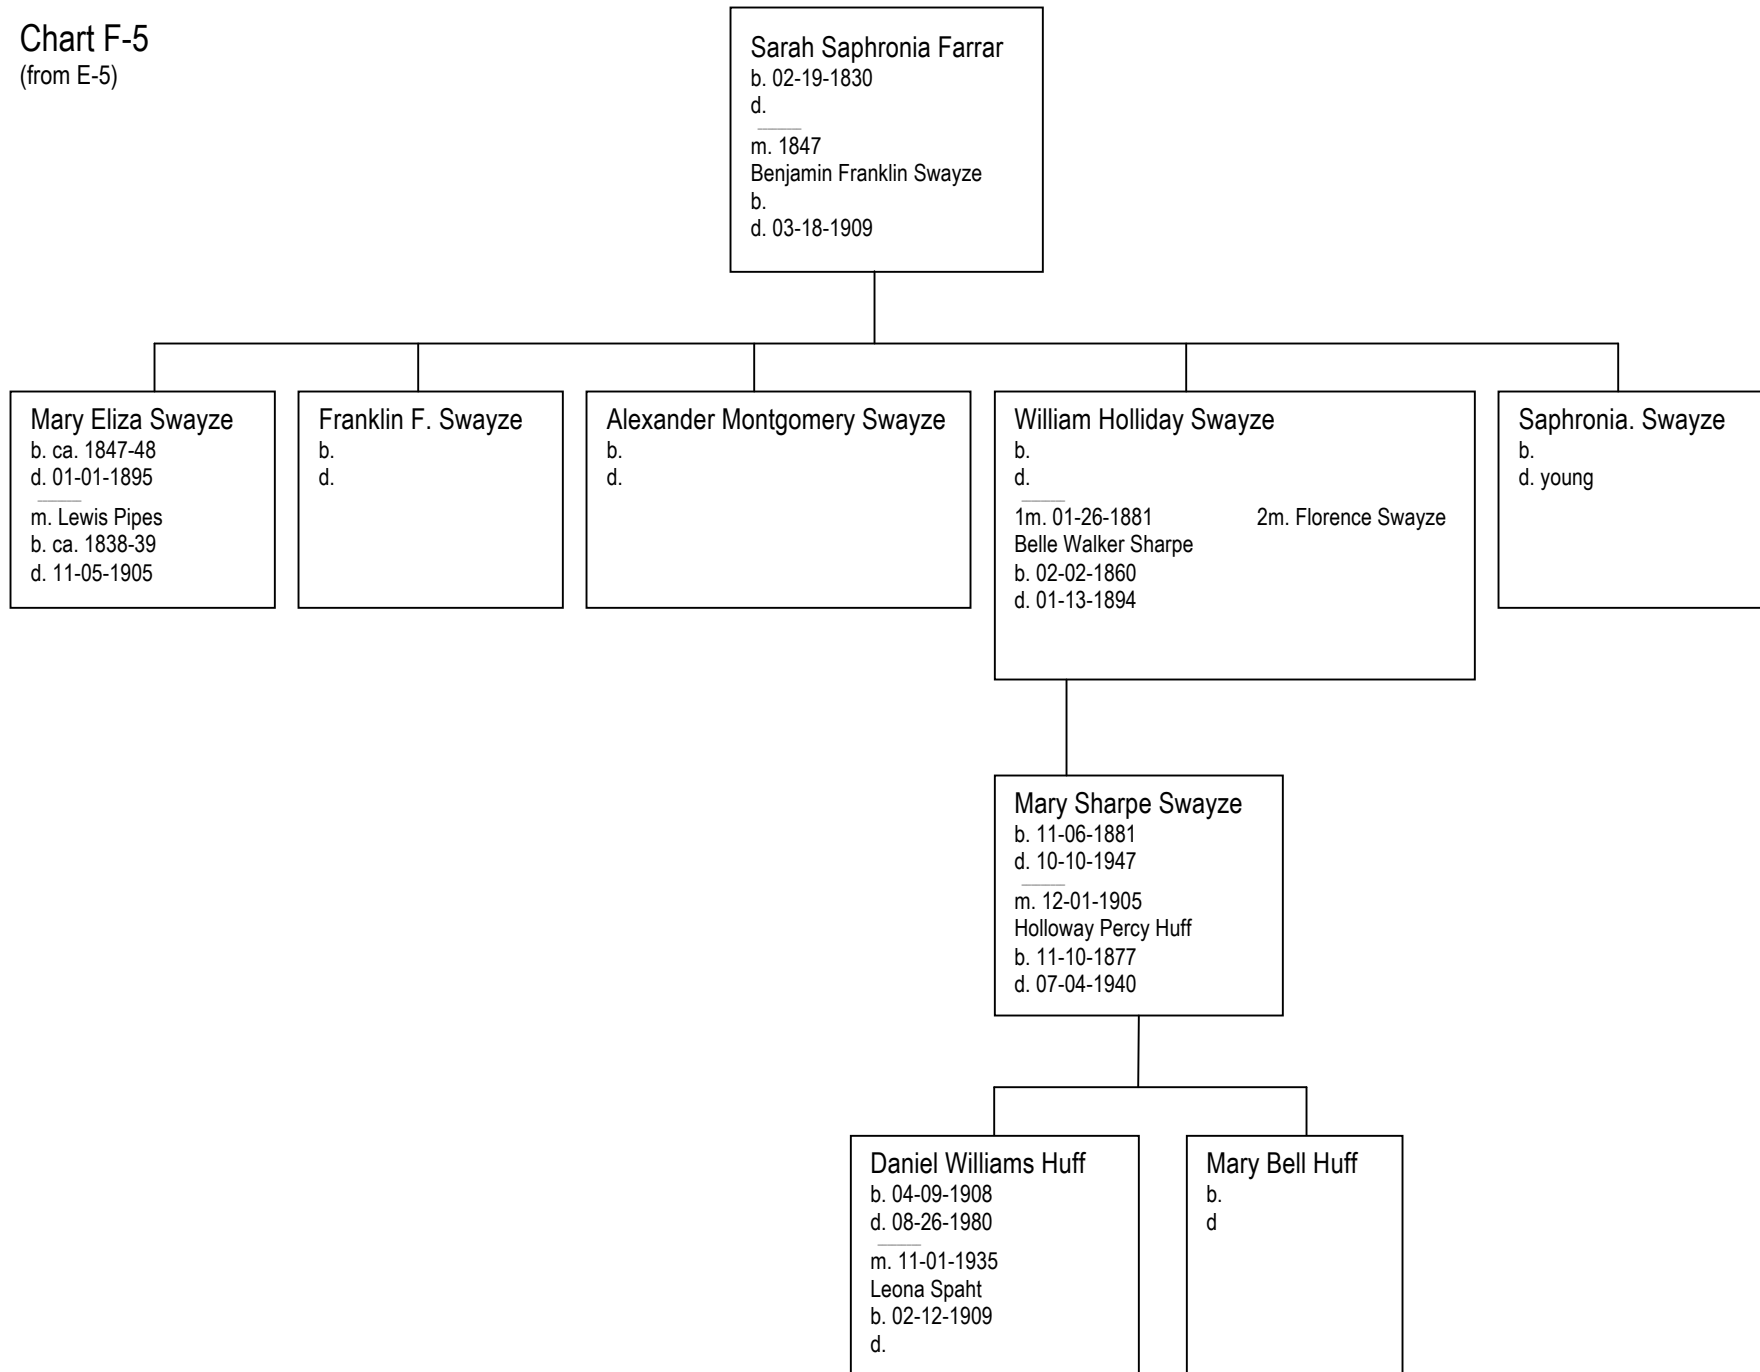 Chart F-5
(from E-5)
Sarah Saphronia Farrar
b. 02-19-1830
d.
m. 1847
Benjamin Franklin Swayze
b.
d. 03-18-1909
Mary Eliza Swayze
b. ca. 1847-48
d. 01-01-1895
m. Lewis Pipes
b. ca. 1838-39
d. 11-05-1905
Franklin F. Swayze
b.
d.
Alexander Montgomery Swayze
b.
d.
William Holliday Swayze
b.
d.
1m. 01-26-1881 2m. Florence Swayze
Belle Walker Sharpe
b. 02-02-1860
d. 01-13-1894
Saphronia. Swayze
b.
d. young
Mary Sharpe Swayze
b. 11-06-1881
d. 10-10-1947
m. 12-01-1905
Holloway Percy Huff
b. 11-10-1877
d. 07-04-1940
Daniel Williams Huff
b. 04-09-1908
d. 08-26-1980
m. 11-01-1935
Leona Spaht
b. 02-12-1909
d.
Mary Bell Huff
b.
d